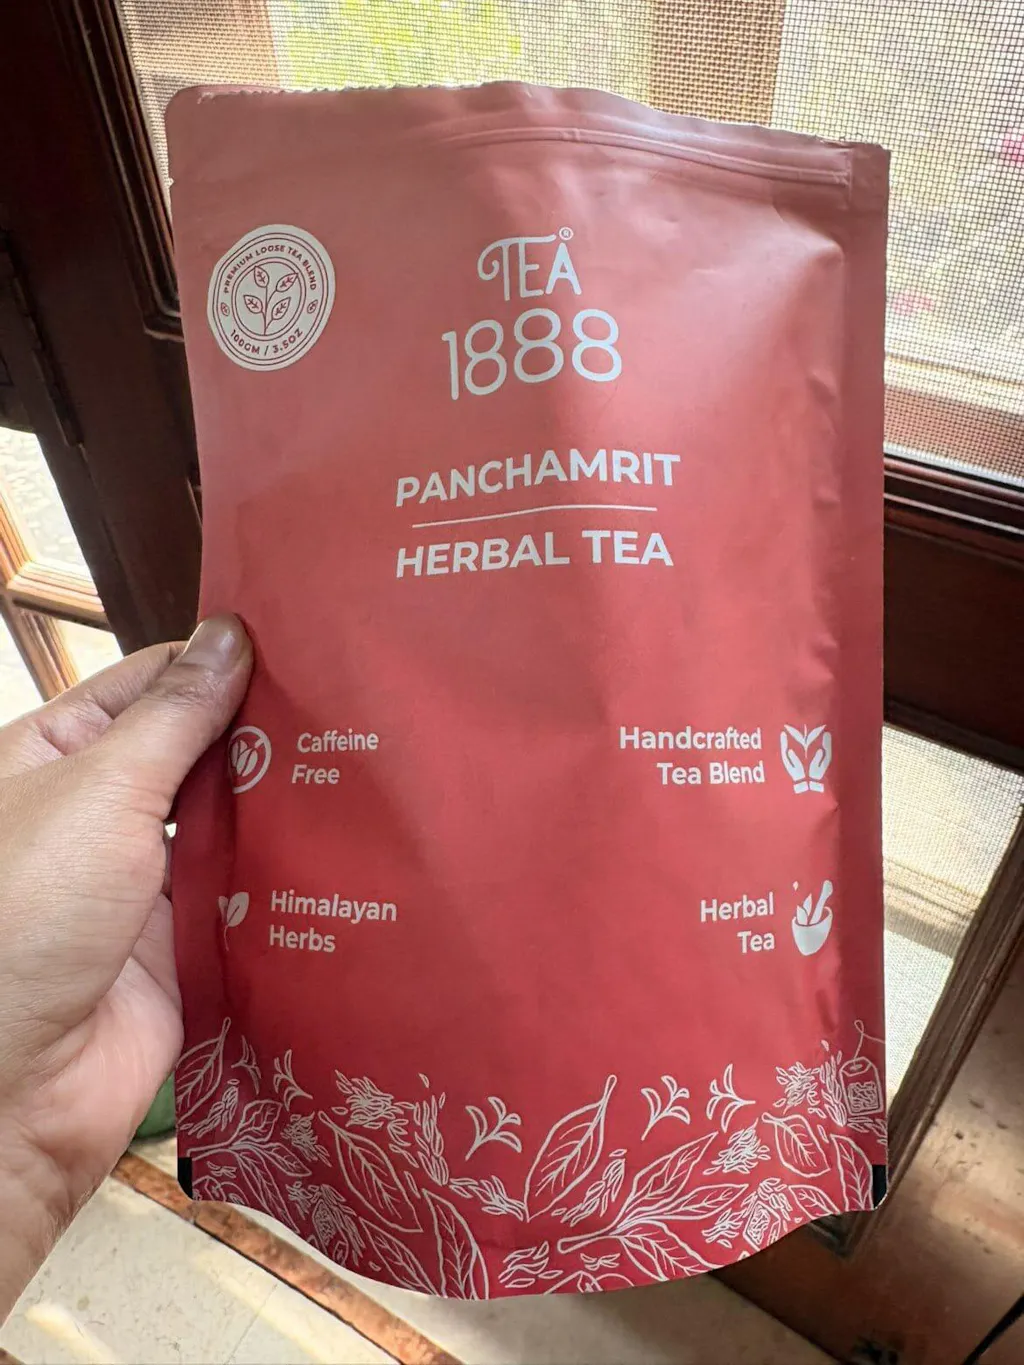 PREMIUM LOOSE TEA BLEND
100GM / 3.5OZ
TEA®
1888
PANCHAMRIT
HERBAL TEA
Caffeine
Free
Handcrafted
Tea Blend
Himalayan
Herbs
Herbal
Tea